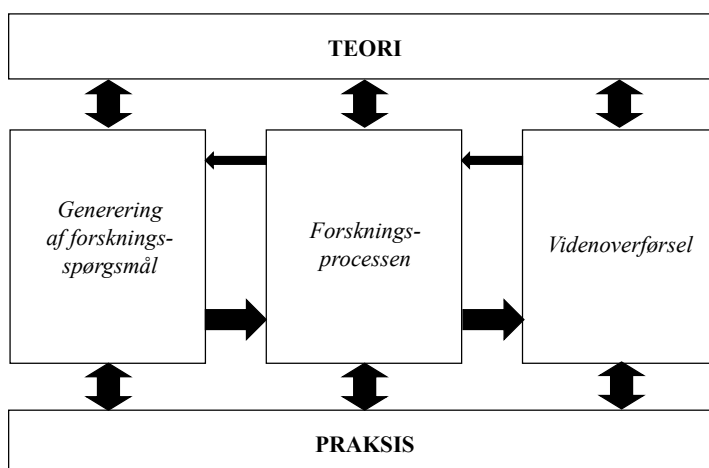 TEORI
Generering
af forsknings-
spørgsmål
Forsknings-
processen
Videnoverførsel
PRAKSIS